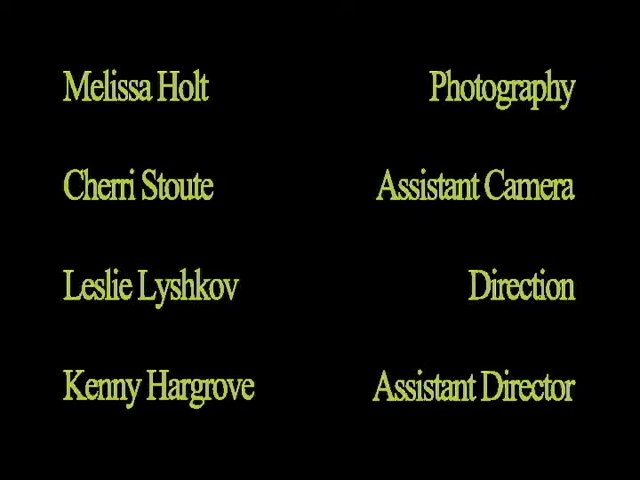 Melissa Holt Photography
Cherri Stoute Assistant Camera
Leslie Lyshkov Direction
Kenny Hargrove Assistant Director